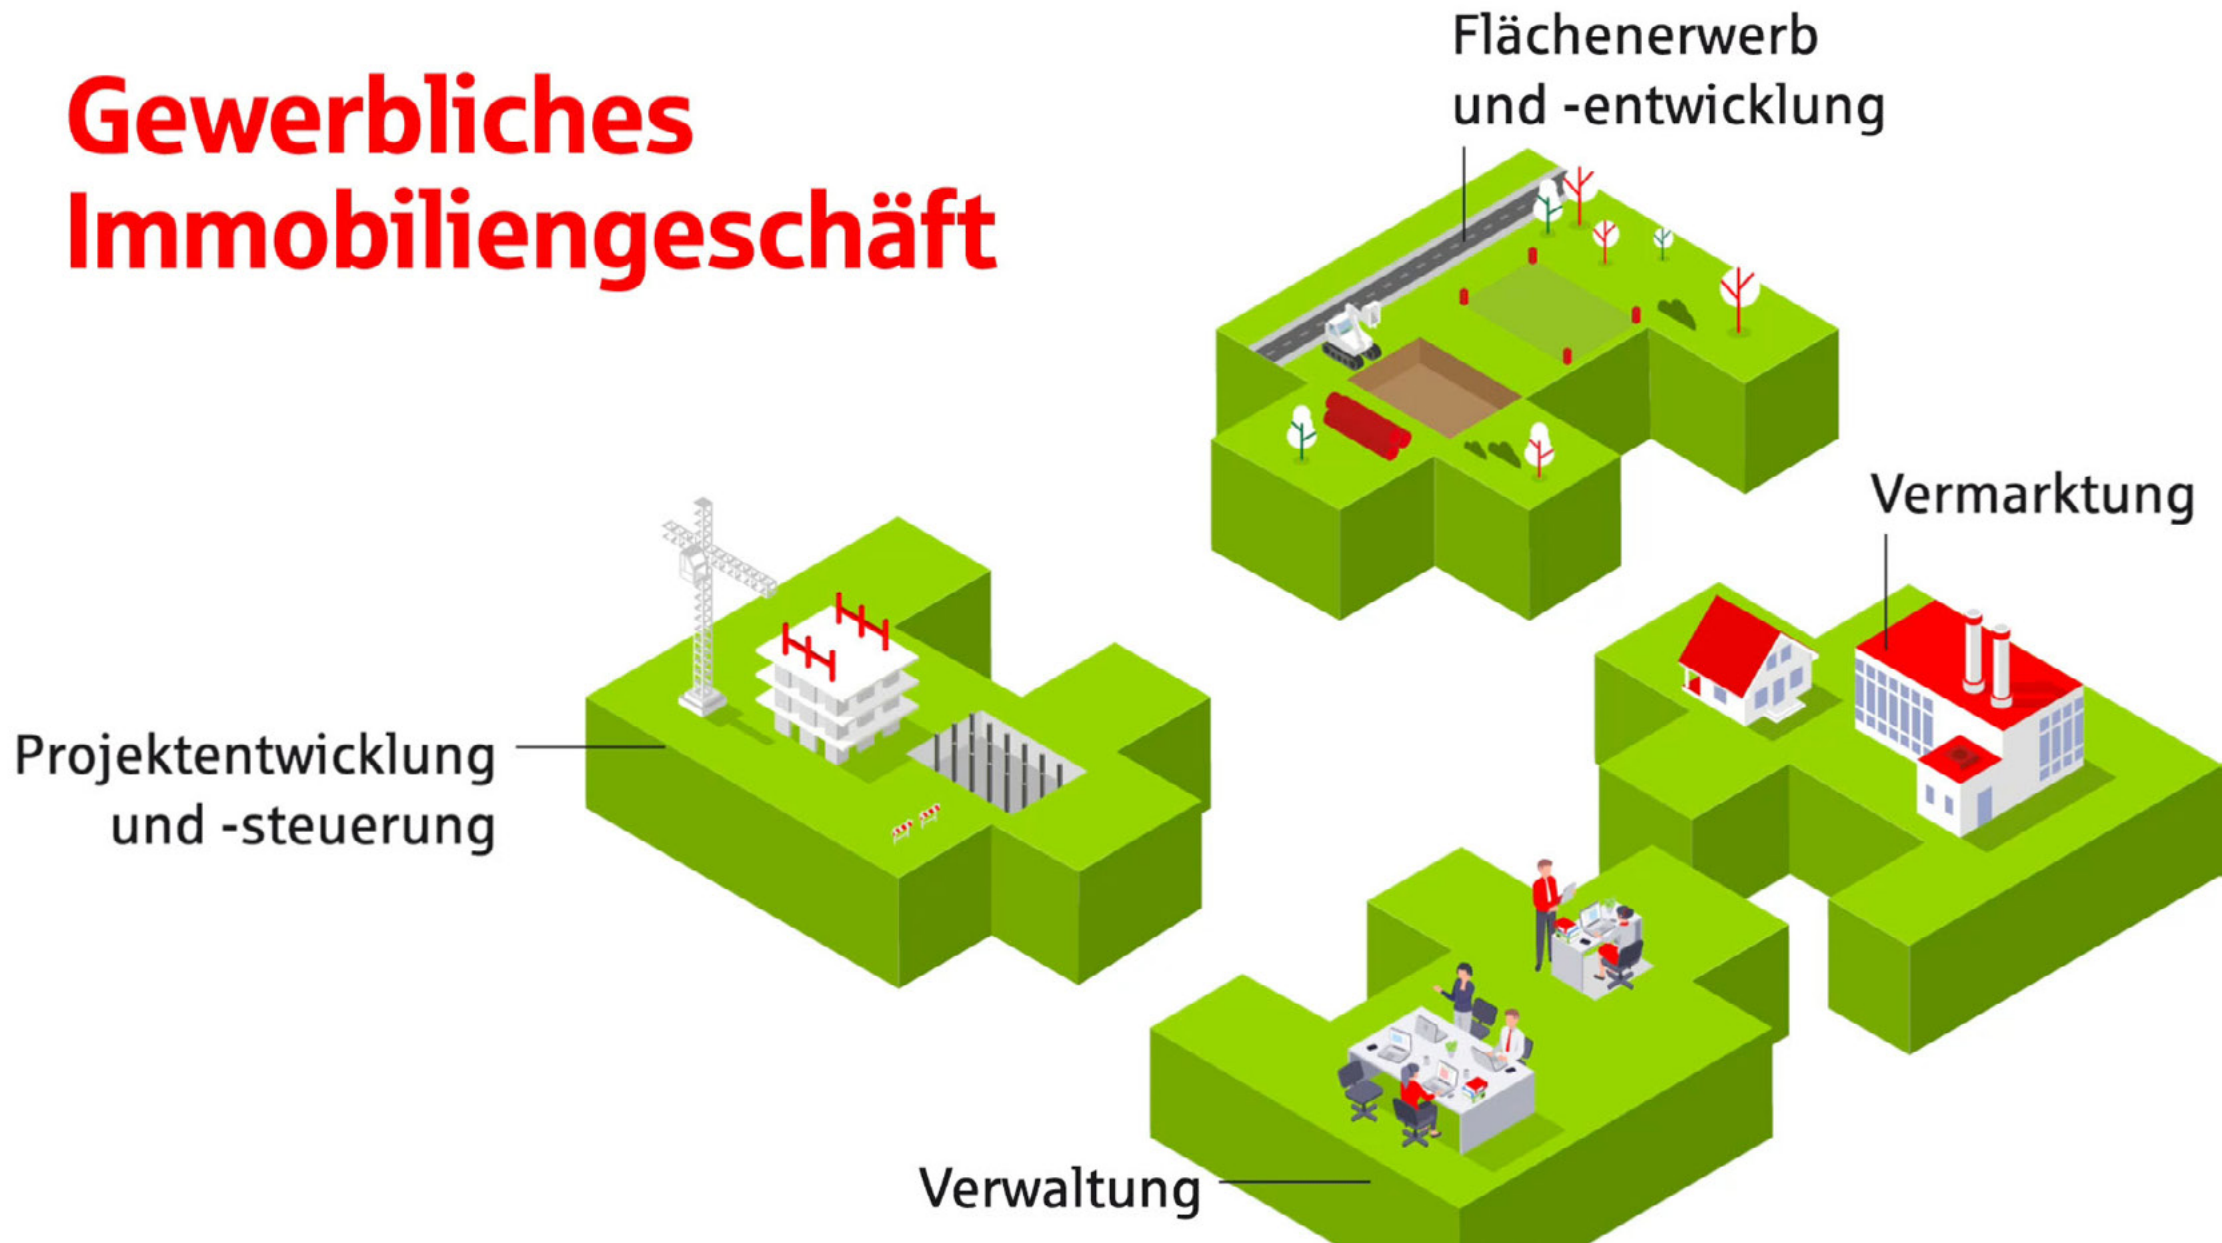 Gewerbliches
Immobiliengeschäft
Flächenerwerb
und -entwicklung
Vermarktung
Projektentwicklung
und -steuerung
Verwaltung